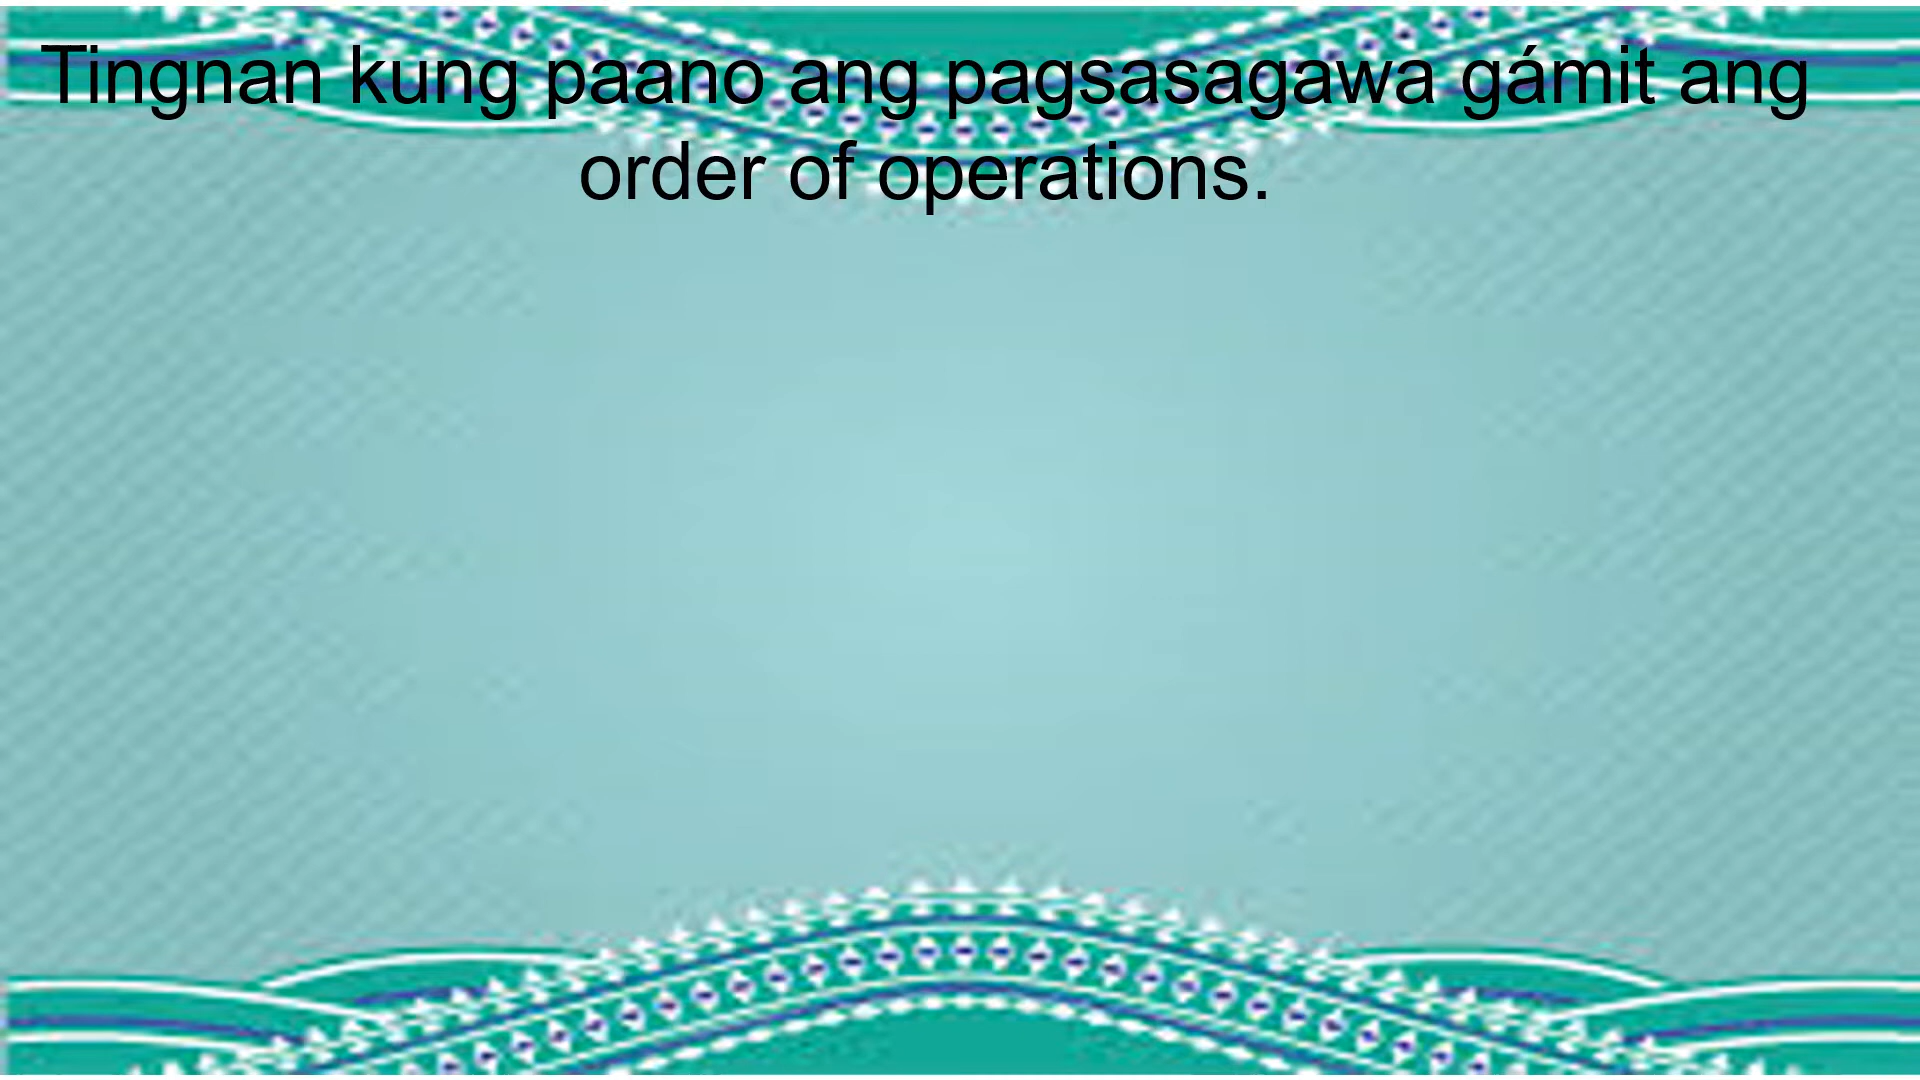 Tingnan kung paano ang pagsasagawa gámit ang
order of operations.